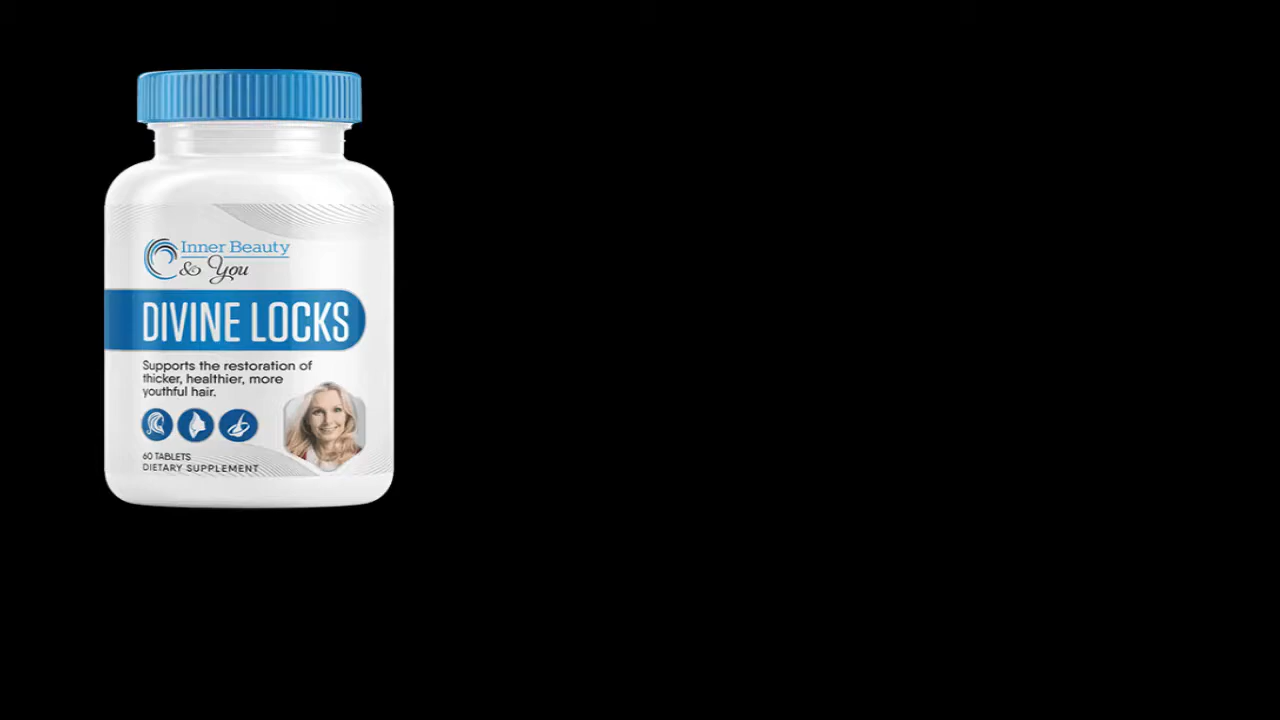 Inner Beauty
& You
DIVINE LOCKS
Supports the restoration of
thicker, healthier, more
youthful hair.
60 TABLETS
DIETARY SUPPLEMENT